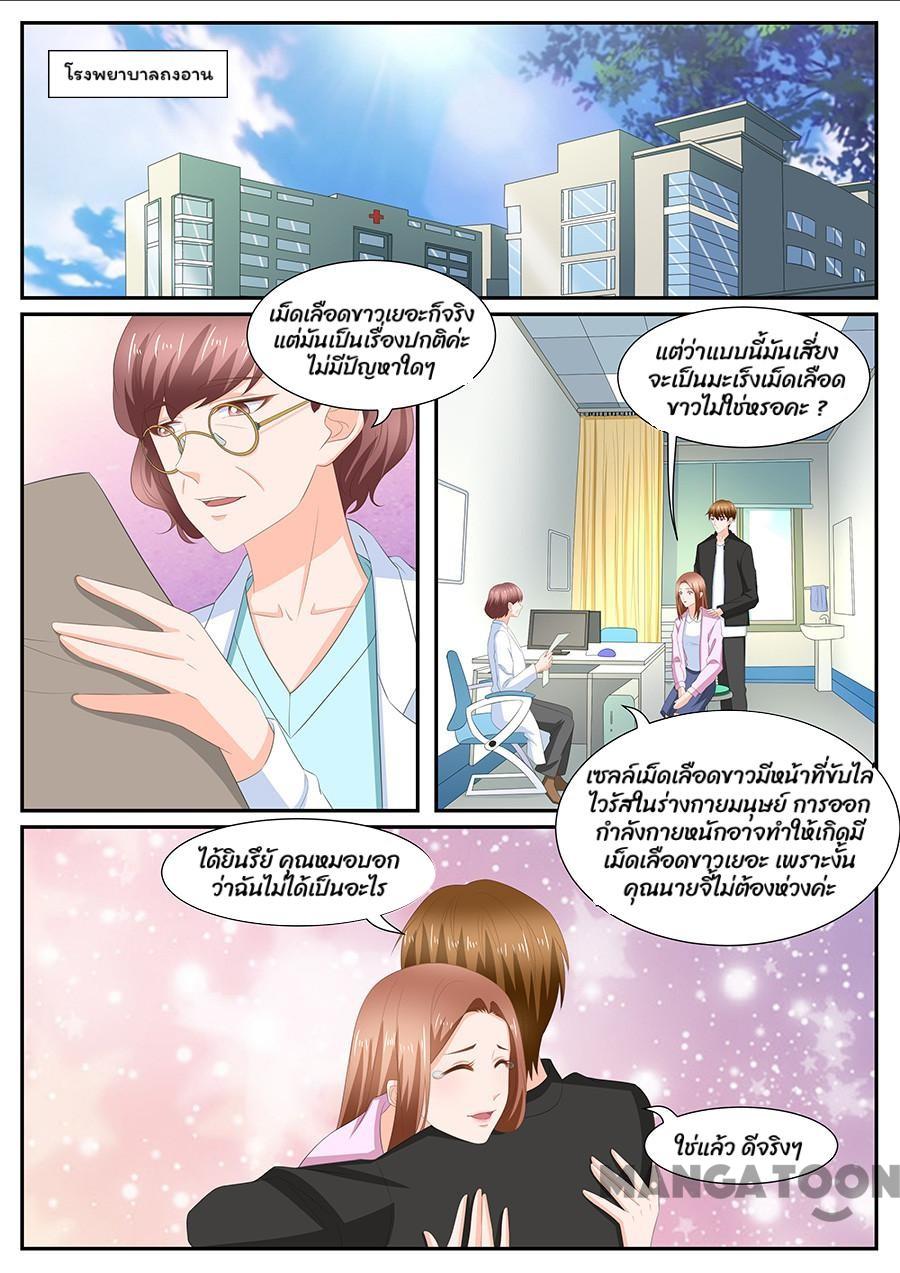 โรงพยาบาลถงอาน
เม็ดเลือดขาวเยอะก็จริง
แต่มันเป็นเรื่องปกติค่ะ
ไม่มีปัญหาใดๆ
แต่ว่าแบบนี้มันเสี่ยง
จะเป็นมะเร็งเม็ดเลือด
ขาวไม่ใช่หรอคะ ?
เซลล์เม็ดเลือดขาวมีหน้าที่ขับไล่
ไวรัสในร่างกายมนุษย์ การออก
กำลังกายหนักอาจทำให้เกิดมี
เม็ดเลือดขาวเยอะ เพราะงั้น
คุณนายจี้ไม่ต้องห่วงค่ะ
ได้ยินรึยัง คุณหมอบอก
ว่าฉันไม่ได้เป็นอะไร
ใช่แล้ว ดีจริงๆ
MANGATOON